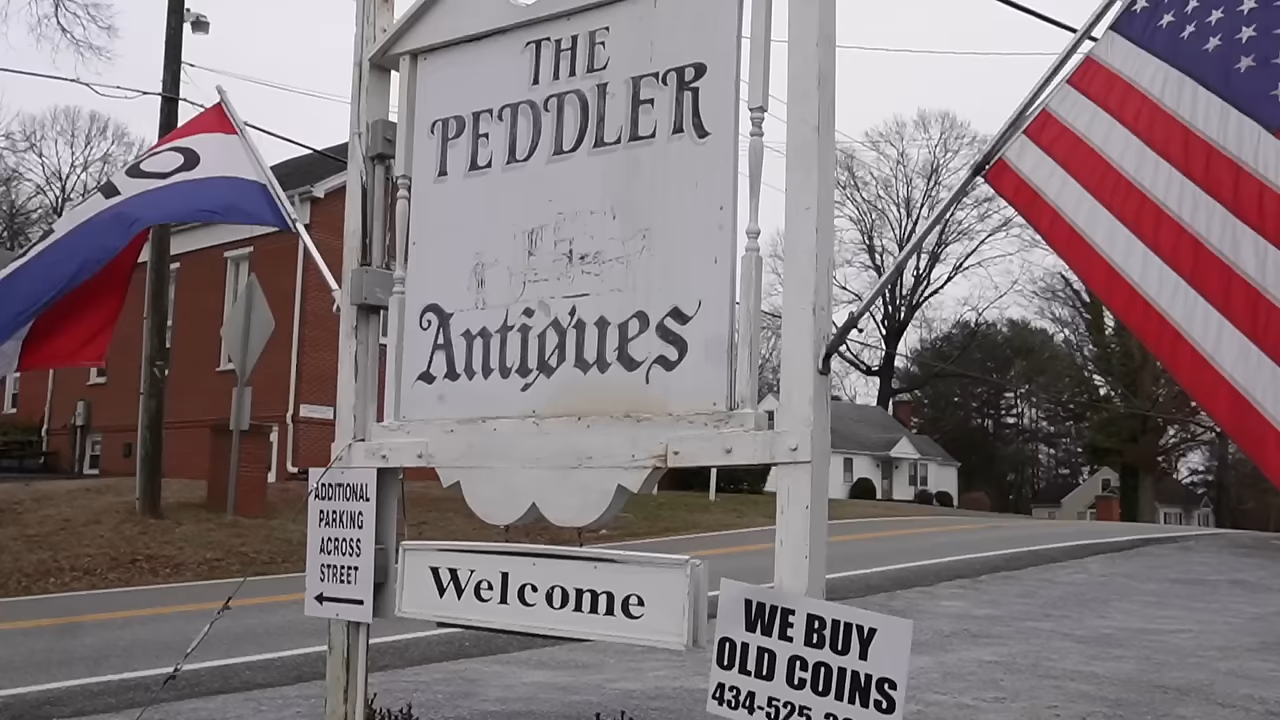 THE
PEDDLER
Antiques
ADDITIONAL
PARKING
ACROSS
STREET
Welcome
WE BUY
OLD COINS